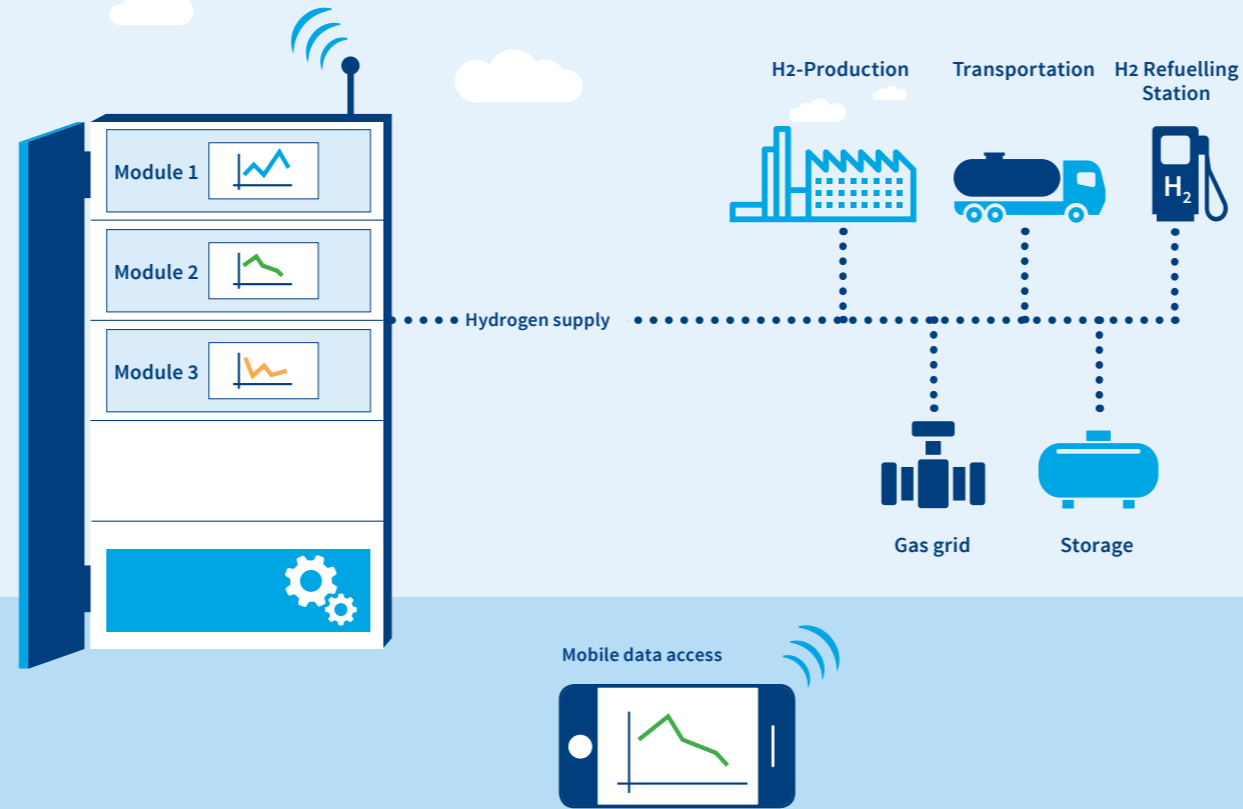 H2-Production
Transportation
H2 Refuelling
Station
Module 1
H₂
Module 2
Hydrogen supply
Module 3
Gas grid
Storage
Mobile data access